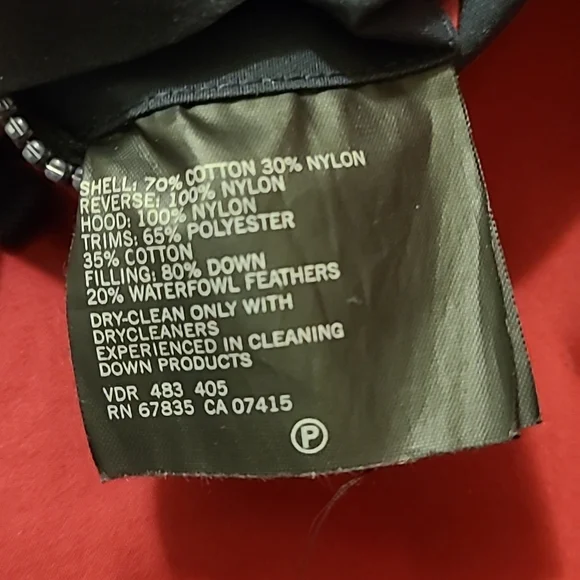 SHELL: 70% COTTON 30% NYLON
REVERSE: 100% NYLON
HOOD: 100% NYLON
TRIMS: 65% POLYESTER
35% COTTON
FILLING: 80% DOWN
20% WATERFOWL FEATHERS
DRY-CLEAN ONLY WITH
DRYCLEANERS
EXPERIENCED IN CLEANING
DOWN PRODUCTS
VDR 483 405
RN 67835 CA 07415
P